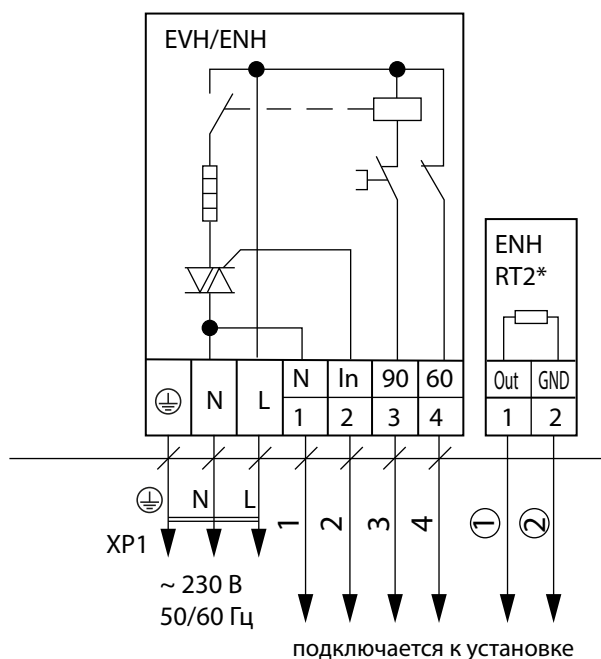 EVH/ENH
ENH
RT2*
N L N In 90 60
1 2 3 4
Out GND
1 2
N L
1 2 3 4 1 2
XP1
~ 230 В
50/60 Гц
подключается к установке